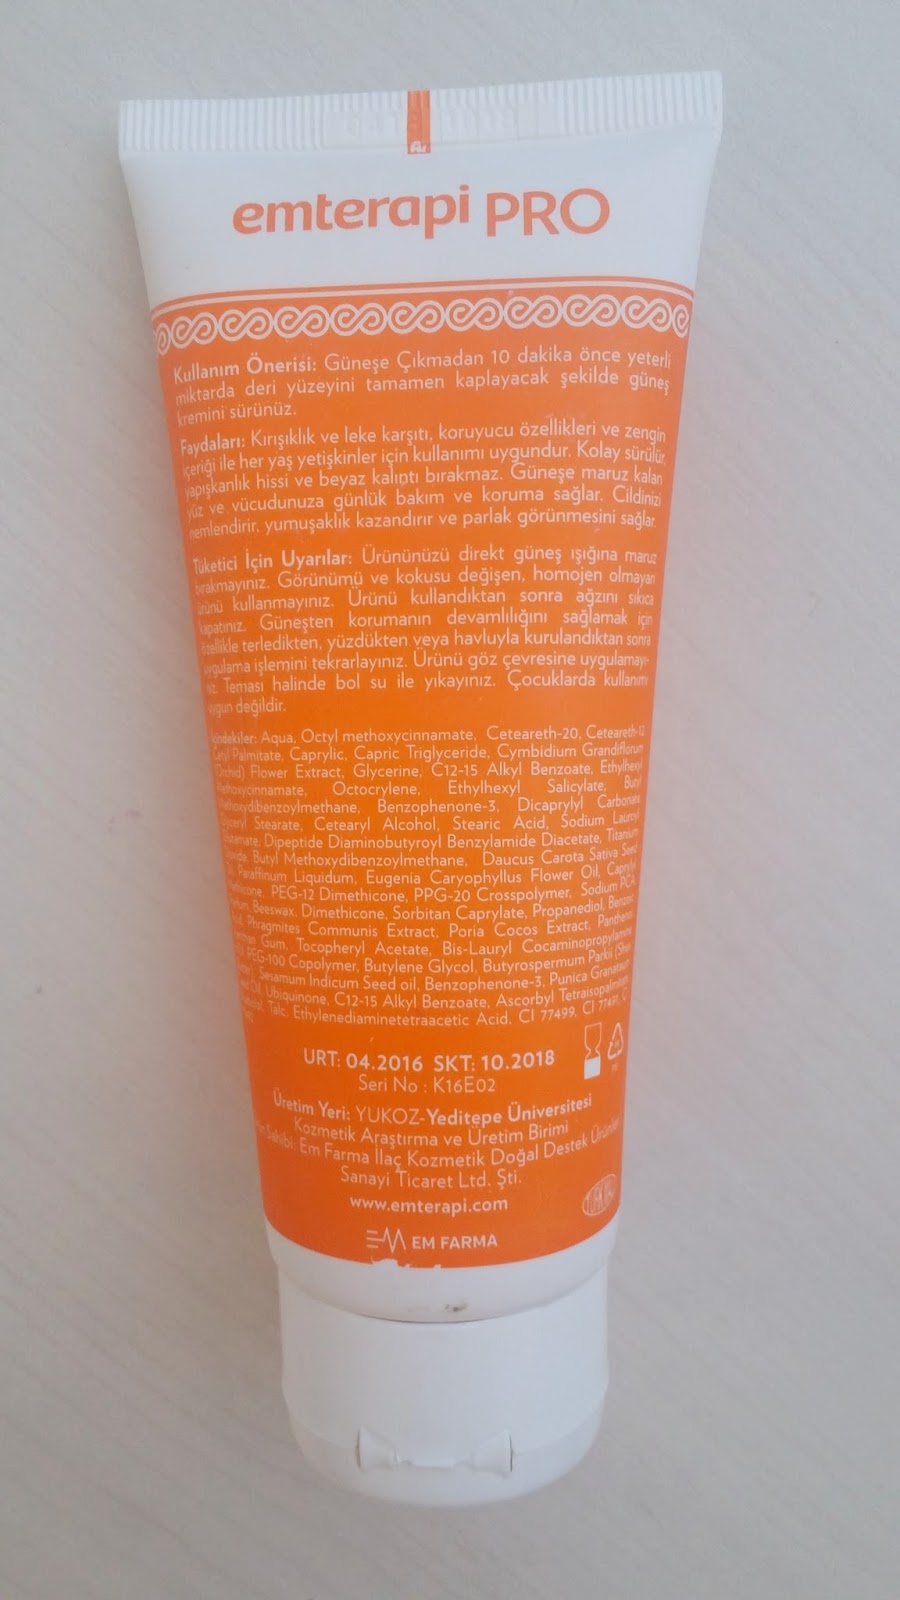 emterapi PRO
Kullanım Önerisi: Güneşe Çıkmadan 10 dakika önce yeterli
miktarda deri yüzeyini tamamen kaplayacak şekilde güneş
kremini sürünüz.
Faydaları: Kırışıklık ve leke karşıtı, koruyucu özellikleri ve zengin
içeriği ile her yaş yetişkinler için kullanımı uygundur. Kolay sürülür,
yapışkanlık hissi ve beyaz kalıntı bırakmaz. Güneşe maruz kalan
yüz ve vücudunuza günlük bakım ve koruma sağlar. Cildinizi
nemlendirir, yumuşaklık kazandırır ve parlak görünmesini sağlar.
Tüketici İçin Uyarılar: Ürününüzü direkt güneş ışığına maruz
bırakmayınız. Görünümü ve kokusu değişen, homojen olmayan
ürünü kullanmayınız. Ürünü kullandıktan sonra ağzını sıkıca
kapatınız. Güneşten korumanın devamlılığını sağlamak için
özellikle terledikten, yüzdükten veya havluyla kurulandıktan sonra
uygulama işlemini tekrarlayınız. Ürünü göz çevresine uygulamayı-
nız. Teması halinde bol su ile yıkayınız. Çocuklarda kullanımı
uygun değildir.
İçindekiler: Aqua, Octyl methoxycinnamate, Ceteareth-20, Ceteareth-12,
Cetyl Palmitate, Caprylic, Capric Triglyceride, Cymbidium Grandiflorum
(Orchid) Flower Extract, Glycerine, C12-15 Alkyl Benzoate, Ethylhexyl
Methoxycinnamate, Octocrylene, Ethylhexyl Salicylate, Butyl
Methoxydibenzoylmethane, Benzophenone-3, Dicaprylyl Carbonate,
Glyceryl Stearate, Cetearyl Alcohol, Stearic Acid, Sodium Lauroyl
Glutamate, Dipeptide Diaminobutyroyl Benzylamide Diacetate, Titanium
Butyl Methoxydibenzoylmethane, Daucus Carota Sativa Seed
Paraffinum Liquidum, Eugenia Caryophyllus Flower Oil, Caprylyl
PEG-12 Dimethicone, PPG-20 Crosspolymer, Sodium PCA,
Beeswax, Dimethicone, Sorbitan Caprylate, Propanediol, Benzoic
Phragmites Communis Extract, Poria Cocos Extract, Panthenol,
Gum, Tocopheryl Acetate, Bis-Lauryl Cocaminopropylamine
PEG-100 Copolymer, Butylene Glycol, Butyrospermum Parkii (Shea
Sesamum Indicum Seed oil, Benzophenone-3, Punica Granatum
Oil, Ubiquinone, C12-15 Alkyl Benzoate, Ascorbyl Tetraisopalmitate,
Talc, Ethylenediaminetetraacetic Acid. CI 77499, CI 77491, CI
URT: 04.2016 SKT: 10.2018
Seri No : K16E02
Üretim Yeri: YUKOZ-Yeditepe Üniversitesi
Kozmetik Araştırma ve Üretim Birimi
Sahibi: Em Farma İlaç Kozmetik Doğal Destek Ürünleri
Sanayi Ticaret Ltd. Şti.
www.emterapi.com
EM FARMA